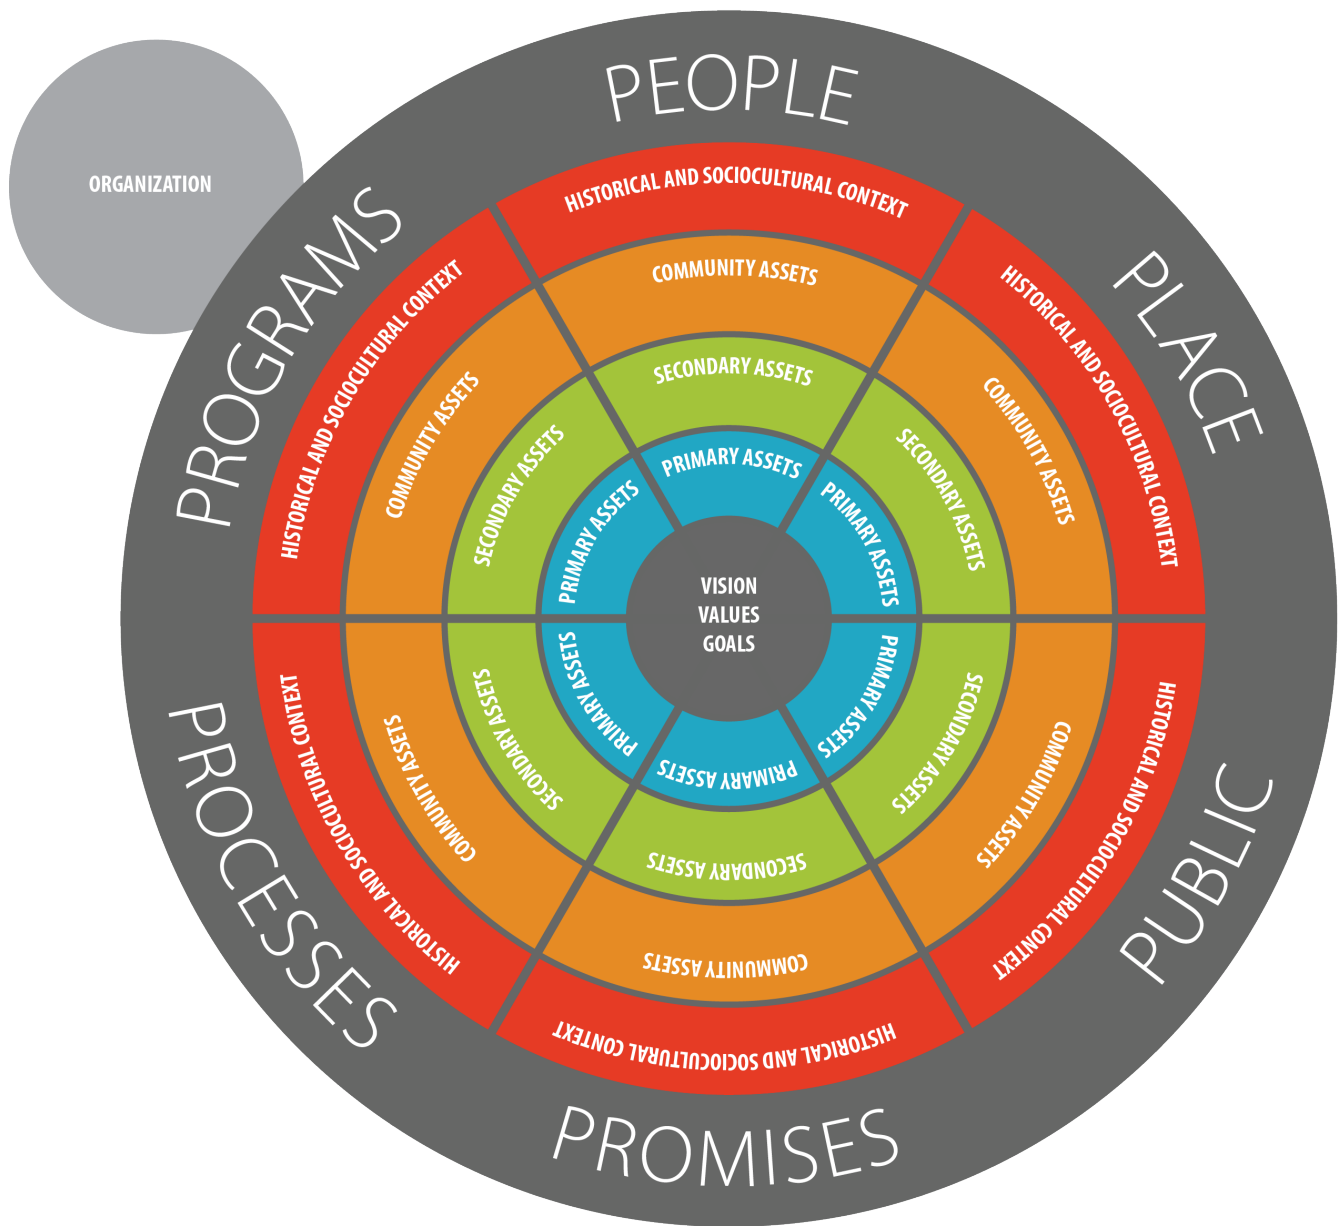 ORGANIZATION
PEOPLE
HISTORICAL AND SOCIOCULTURAL CONTEXT
COMMUNITY ASSETS
SECONDARY ASSETS
PRIMARY ASSETS
PLACE
HISTORICAL AND SOCIOCULTURAL CONTEXT
COMMUNITY ASSETS
SECONDARY ASSETS
PRIMARY ASSETS
PUBLIC
HISTORICAL AND SOCIOCULTURAL CONTEXT
COMMUNITY ASSETS
SECONDARY ASSETS
PRIMARY ASSETS
PROMISES
HISTORICAL AND SOCIOCULTURAL CONTEXT
COMMUNITY ASSETS
SECONDARY ASSETS
PRIMARY ASSETS
PROCESSES
HISTORICAL AND SOCIOCULTURAL CONTEXT
COMMUNITY ASSETS
SECONDARY ASSETS
PRIMARY ASSETS
PROGRAMS
HISTORICAL AND SOCIOCULTURAL CONTEXT
COMMUNITY ASSETS
SECONDARY ASSETS
PRIMARY ASSETS
VISION
VALUES
GOALS